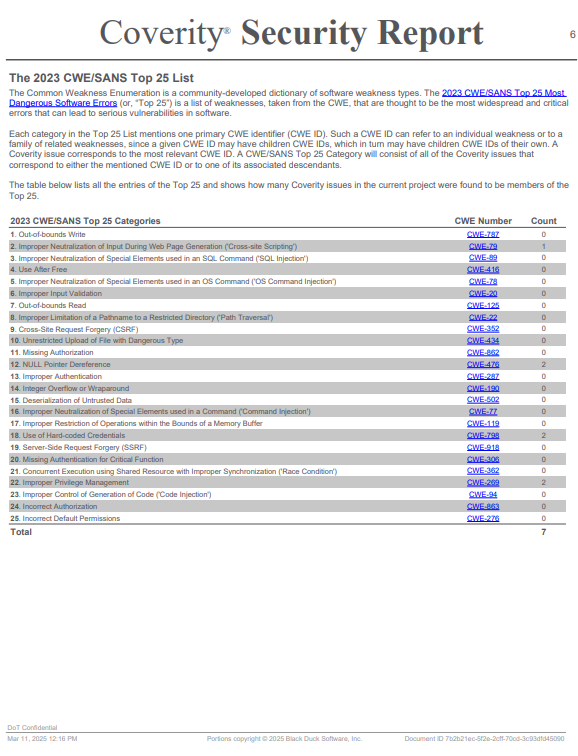 Coverity® Security Report
6
The 2023 CWE/SANS Top 25 List
The Common Weakness Enumeration is a community-developed dictionary of software weakness types. The 2023 CWE/SANS Top 25 Most
Dangerous Software Errors (or, “Top 25”) is a list of weaknesses, taken from the CWE, that are thought to be the most widespread and critical
errors that can lead to serious vulnerabilities in software.
Each category in the Top 25 List mentions one primary CWE identifier (CWE ID). Such a CWE ID can refer to an individual weakness or to a
family of related weaknesses, since a given CWE ID may have children CWE IDs, which in turn may have children CWE IDs of their own. A
Coverity issue corresponds to the most relevant CWE ID. A CWE/SANS Top 25 Category will consist of all of the Coverity issues that
correspond to either the mentioned CWE ID or to one of its associated descendants.
The table below lists all the entries of the Top 25 and shows how many Coverity issues in the current project were found to be members of the
Top 25.
2023 CWE/SANS Top 25 Categories CWE Number Count
1. Out-of-bounds Write CWE-787 0
2. Improper Neutralization of Input During Web Page Generation ('Cross-site Scripting') CWE-79 1
3. Improper Neutralization of Special Elements used in an SQL Command ('SQL Injection') CWE-89 0
4. Use After Free CWE-416 0
5. Improper Neutralization of Special Elements used in an OS Command ('OS Command Injection') CWE-78 0
6. Improper Input Validation CWE-20 0
7. Out-of-bounds Read CWE-125 0
8. Improper Limitation of a Pathname to a Restricted Directory ('Path Traversal') CWE-22 0
9. Cross-Site Request Forgery (CSRF) CWE-352 0
10. Unrestricted Upload of File with Dangerous Type CWE-434 0
11. Missing Authorization CWE-862 0
12. NULL Pointer Dereference CWE-476 2
13. Improper Authentication CWE-287 0
14. Integer Overflow or Wraparound CWE-190 0
15. Deserialization of Untrusted Data CWE-502 0
16. Improper Neutralization of Special Elements used in a Command ('Command Injection') CWE-77 0
17. Improper Restriction of Operations within the Bounds of a Memory Buffer CWE-119 0
18. Use of Hard-coded Credentials CWE-798 2
19. Server-Side Request Forgery (SSRF) CWE-918 0
20. Missing Authentication for Critical Function CWE-306 0
21. Concurrent Execution using Shared Resource with Improper Synchronization ('Race Condition') CWE-362 0
22. Improper Privilege Management CWE-269 2
23. Improper Control of Generation of Code ('Code Injection') CWE-94 0
24. Incorrect Authorization CWE-863 0
25. Incorrect Default Permissions CWE-276 0
Total 7
DoT Confidential
Mar 11, 2025 12:16 PM Portions copyright © 2025 Black Duck Software, Inc. Document ID 7b2b21ec-5f2e-2cff-70cd-3c93dfd45090